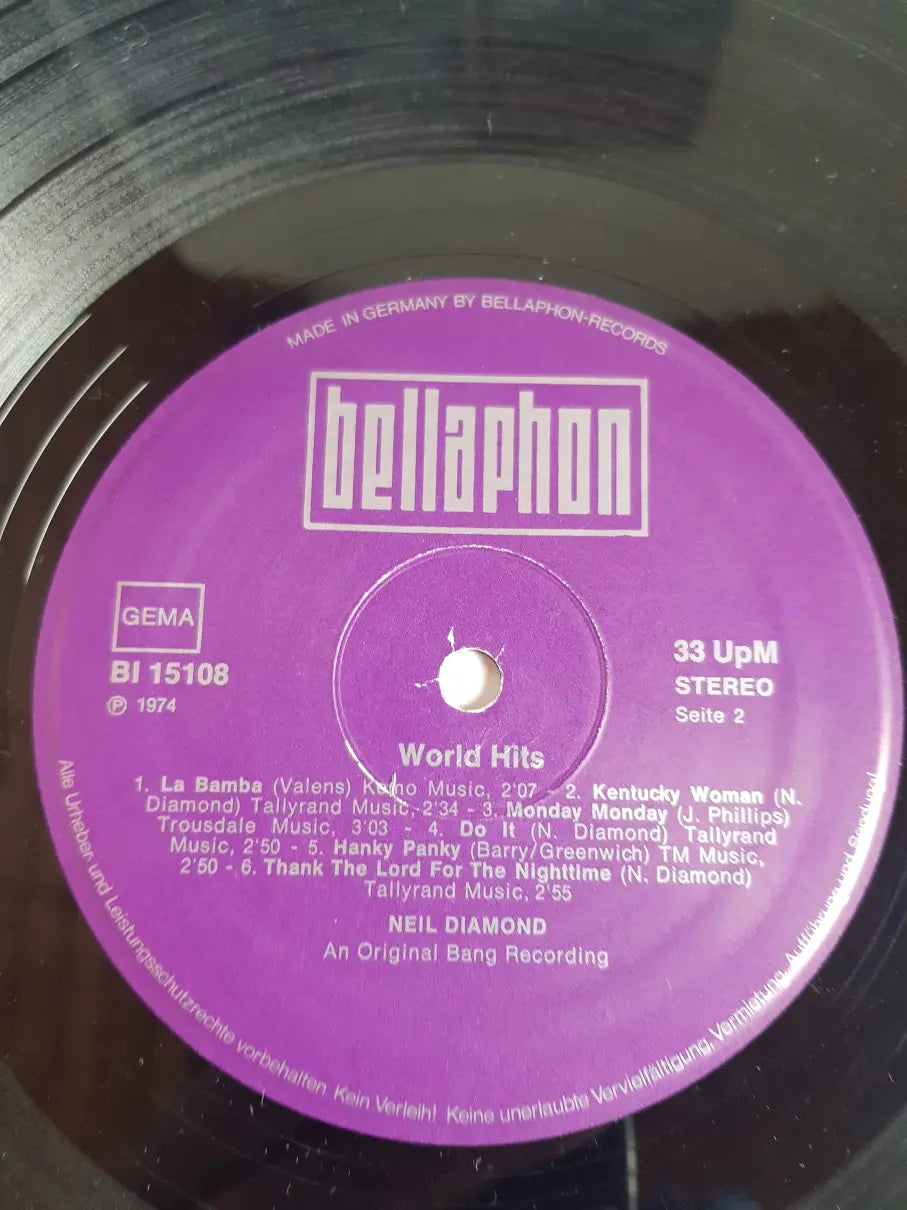 MADE IN GERMANY BY BELLAPHON-RECORDS
bellaphon
GEMA
BI 15108
℗ 1974
33 UpM
STEREO
Seite 2
World Hits
1. La Bamba (Valens) Music, 2'07 - 2. Kentucky Woman (N.
Diamond) Tallyrand Music, 2'34 - 3. Monday Monday (J. Phillips)
Trousdale Music, 3'03 - 4. Do It (N. Diamond) Tallyrand
Music, 2'50 - 5. Hanky Panky (Barry/Greenwich) TM Music,
2'50 - 6. Thank The Lord For The Nighttime (N. Diamond)
Tallyrand Music, 2'55
NEIL DIAMOND
An Original Bang Recording
Alle Urheber- und Leistungsschutzrechte vorbehalten. Kein Verleih! Keine unerlaubte Vervielfältigung, Vermietung, Aufführung und Sendung!